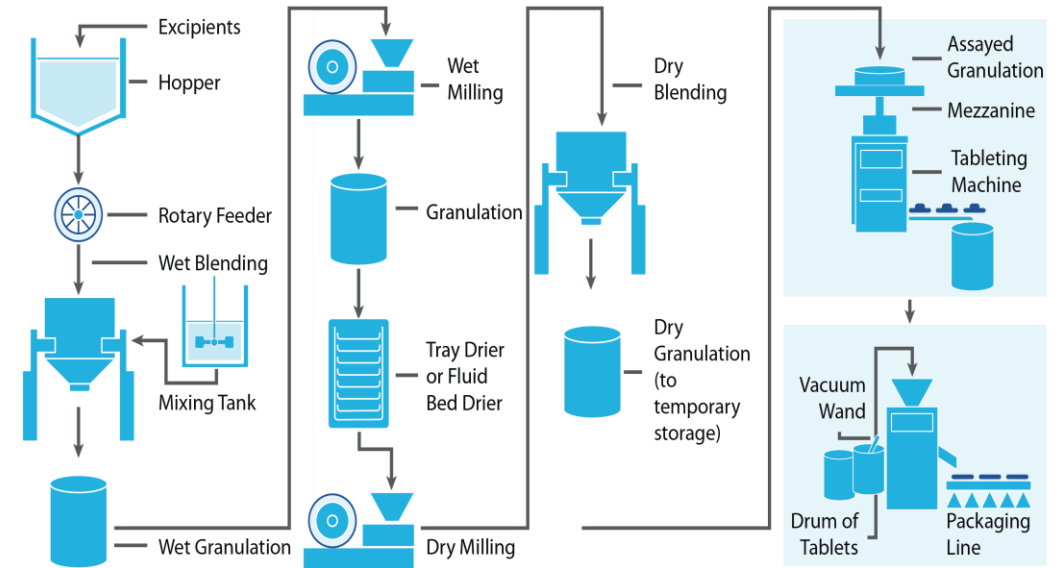 Excipients
Hopper
Rotary Feeder
Wet Blending
Mixing Tank
Wet Granulation
Wet
Milling
Granulation
Tray Drier
or Fluid
Bed Drier
Dry Milling
Dry
Blending
Dry
Granulation
(to
temporary
storage)
Assayed
Granulation
Mezzanine
Tableting
Machine
Vacuum
Wand
Drum of
Tablets
Packaging
Line